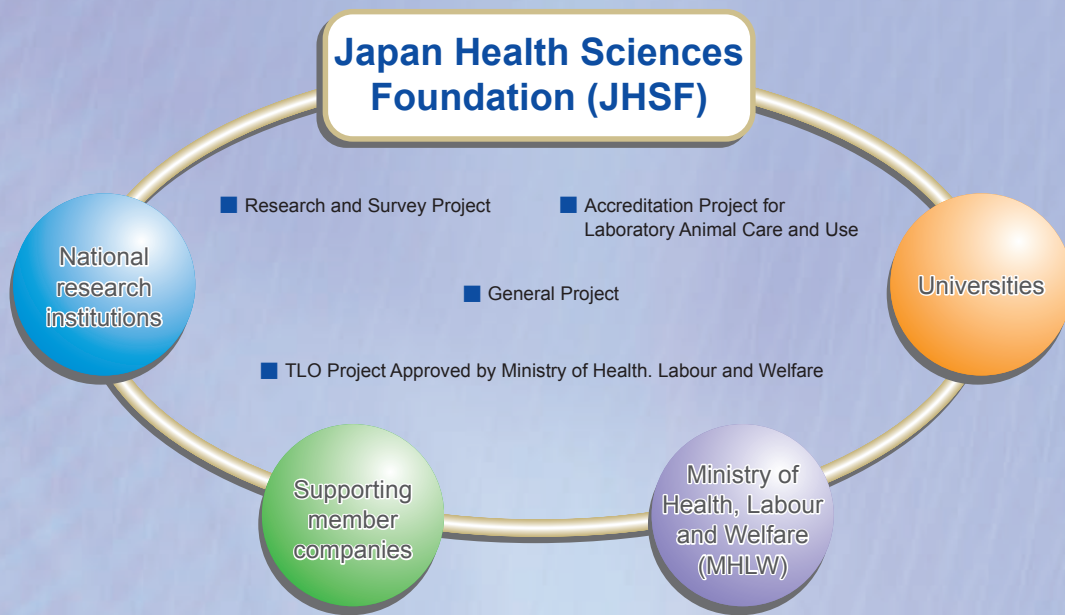 Japan Health Sciences
Foundation (JHSF)
■ Research and Survey Project
■ Accreditation Project for
Laboratory Animal Care and Use
National
research
institutions
Universities
■ General Project
■ TLO Project Approved by Ministry of Health. Labour and Welfare
Supporting
member
companies
Ministry of
Health, Labour
and Welfare
(MHLW)